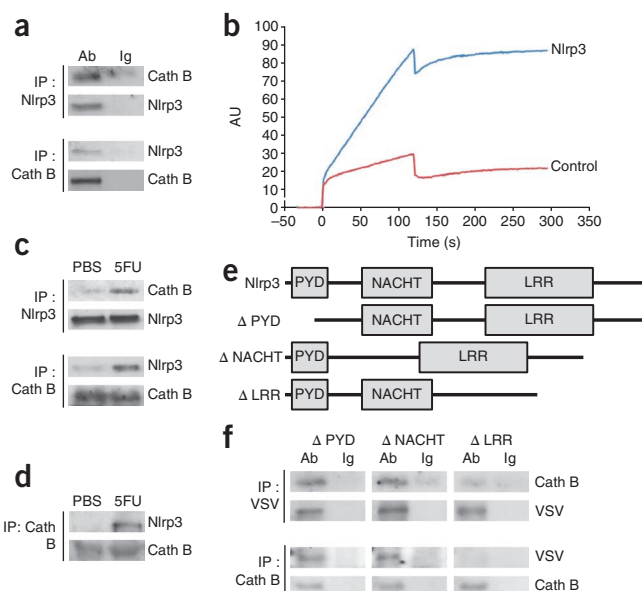 a
Ab Ig
IP :
Nlrp3
Cath B
Nlrp3
IP :
Cath B
Nlrp3
Cath B
b
100
90
80
70
60
50
40
30
20
10
0
AU
–50 0 50 100 150 200 250 300 350
Time (s)
Nlrp3
Control
c
PBS 5FU
IP :
Nlrp3
Cath B
Nlrp3
IP :
Cath B
Nlrp3
Cath B
d
PBS 5FU
IP: Cath
B
Nlrp3
Cath B
e
Nlrp3 PYD NACHT LRR
Δ PYD NACHT LRR
Δ NACHT PYD LRR
Δ LRR PYD NACHT
f
Δ PYD Δ NACHT Δ LRR
Ab Ig Ab Ig Ab Ig
IP :
VSV
Cath B
VSV
IP :
Cath B
VSV
Cath B